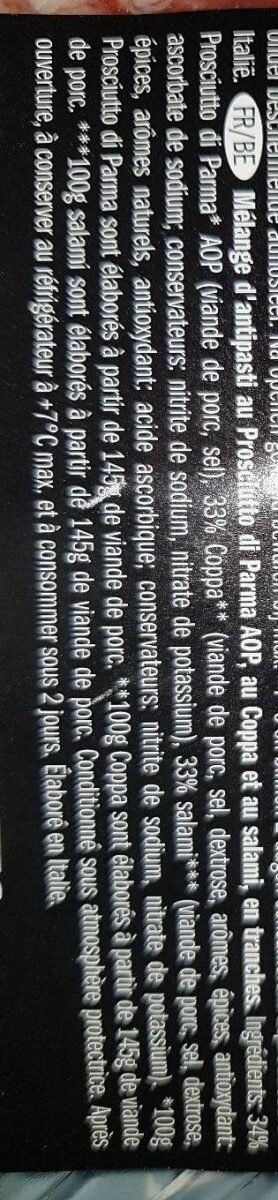 Italie. FR/BE Mélange d'antipasti au Prosciutto di Parma AOP, au Coppa et au salami, en tranches. Ingrédients: 34%
Prosciutto di Parma* AOP (viande de porc, sel), 33% Coppa** (viande de porc, sel, dextrose, arômes, épices, antioxydant:
ascorbate de sodium; conservateurs: nitrite de sodium, nitrate de potassium), 33% salami*** (viande de porc, sel, dextrose,
épices, arômes naturels, antioxydant: acide ascorbique; conservateurs: nitrite de sodium, nitrate de potassium). *100g
Prosciutto di Parma sont élaborés à partir de 145g de viande de porc. **100g Coppa sont élaborés à partir de 145g de viande
de porc. ***100g salami sont élaborés à partir de 145g de viande de porc. Conditionné sous atmosphère protectrice. Après
ouverture, à conserver au réfrigérateur à +7°C max. et à consommer sous 2 jours. Élaboré en Italie.